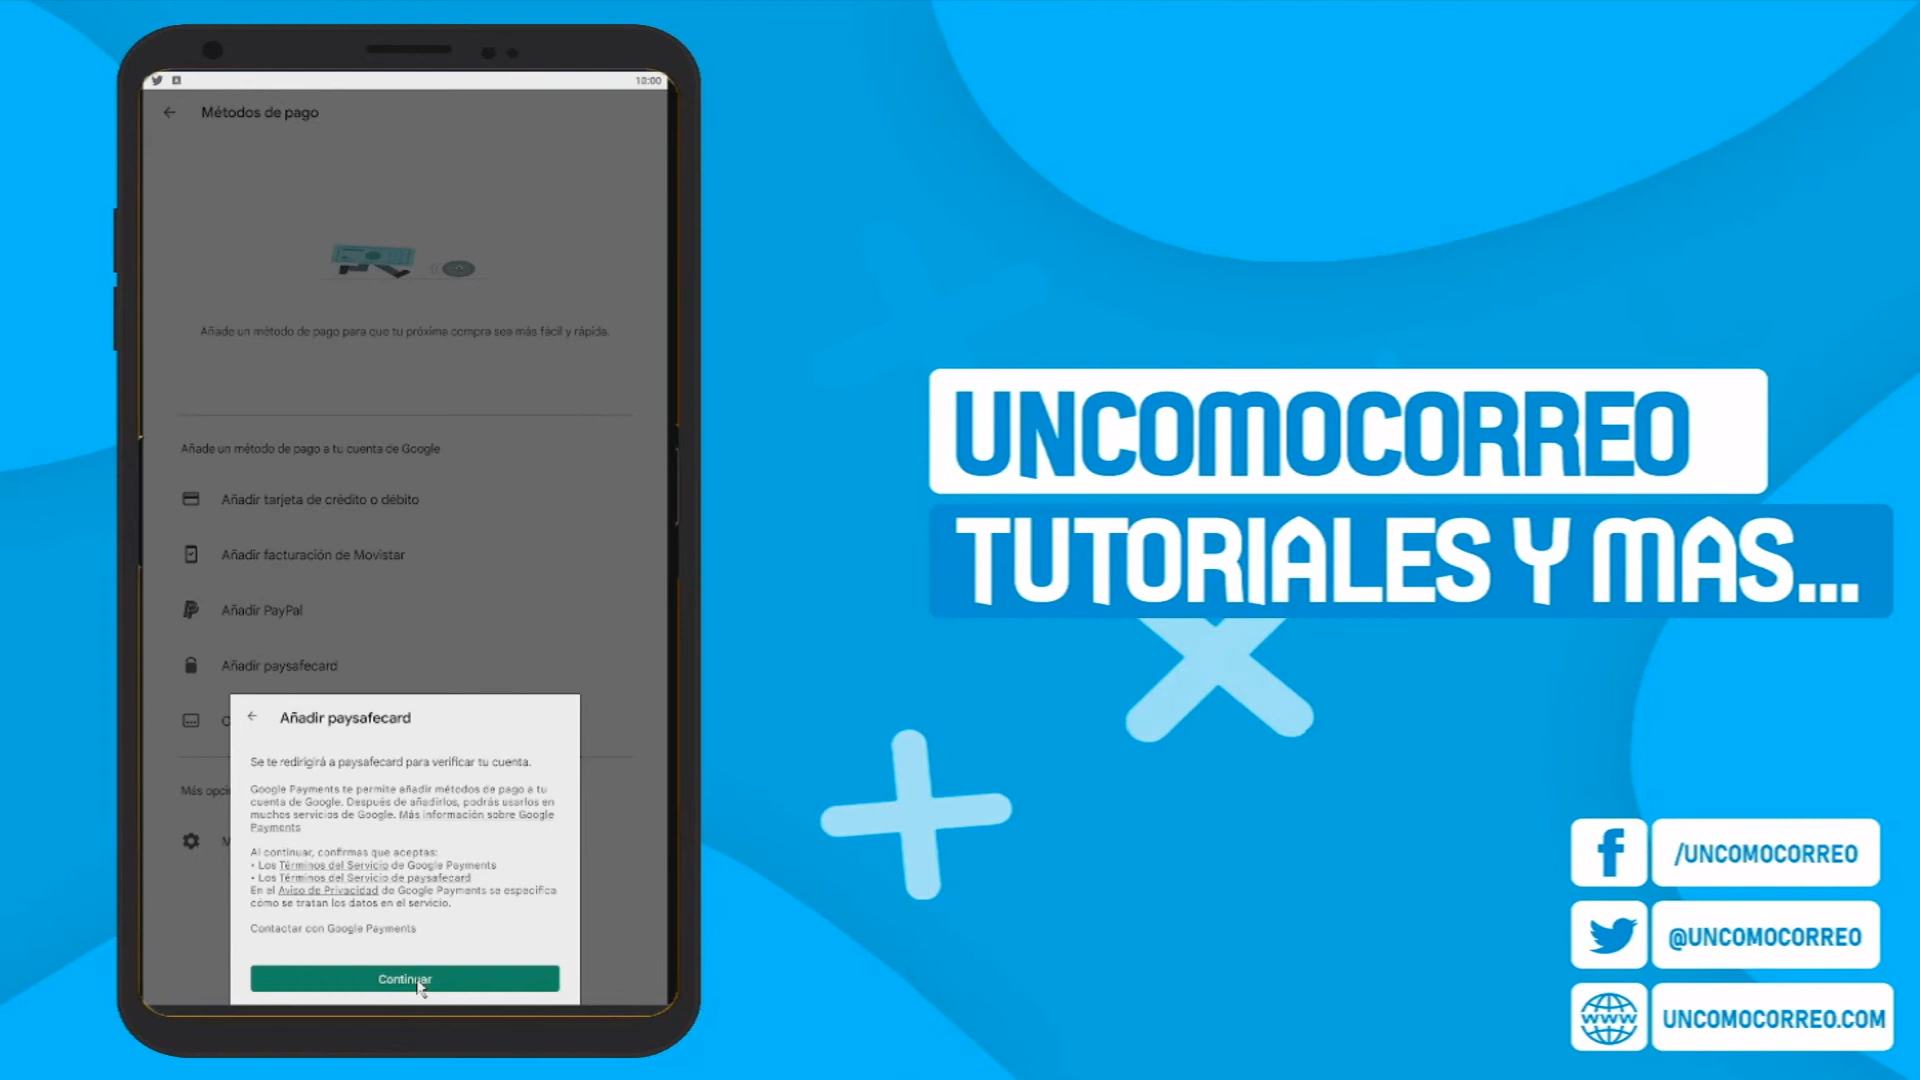 10:00
Métodos de pago
Añade un método de pago para que tu próxima compra sea más fácil y rápida.
Añade un método de pago a tu cuenta de Google
Añadir tarjeta de crédito o débito
Añadir facturación de Movistar
Añadir PayPal
Añadir paysafecard
C
Más opci
M
Añadir paysafecard
Se te redirigirá a paysafecard para verificar tu cuenta.
Google Payments te permite añadir métodos de pago a tu
cuenta de Google. Después de añadirlos, podrás usarlos en
muchos servicios de Google. Más información sobre Google
Payments
Al continuar, confirmas que aceptas:
• Los Términos del Servicio de Google Payments
• Los Términos del Servicio de paysafecard
En el Aviso de Privacidad de Google Payments se especifica
cómo se tratan los datos en el servicio.
Contactar con Google Payments
Continuar
UNCOMOCORREO
TUTORIALES Y MAS...
f /UNCOMOCORREO
@UNCOMOCORREO
WWW UNCOMOCORREO.COM